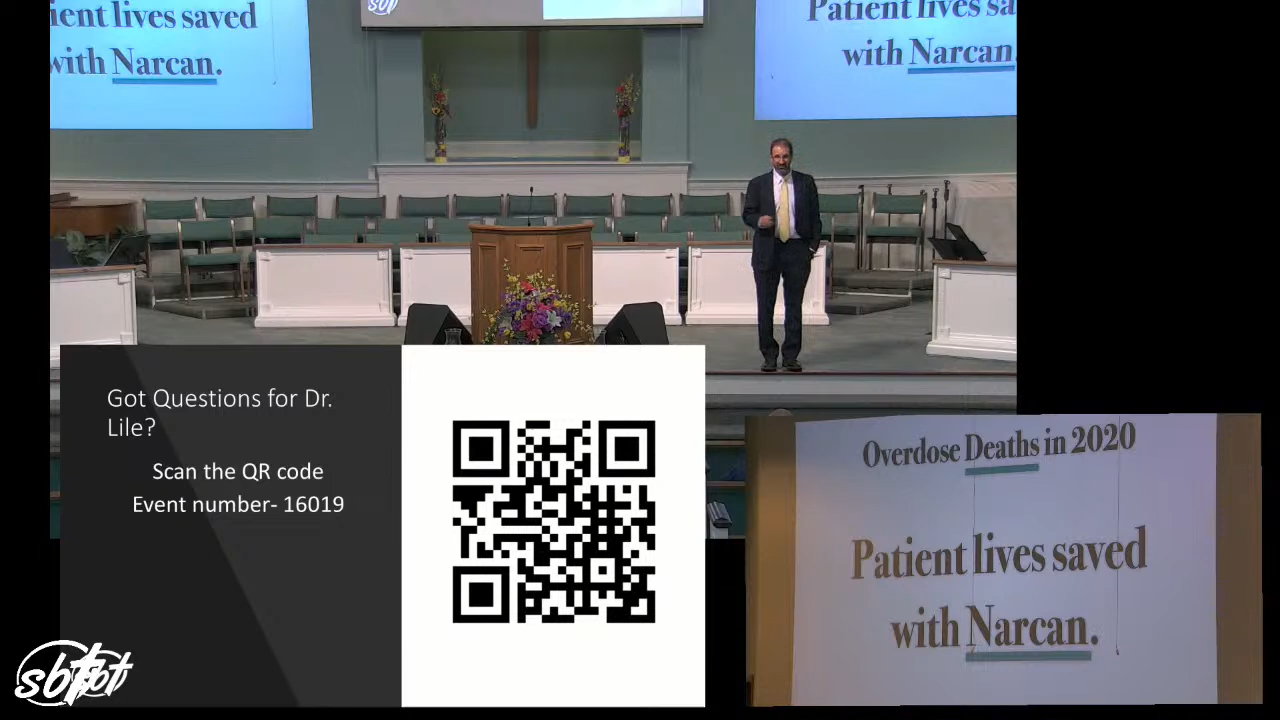 ient lives saved
with Narcan.
sbt
Patient lives sa
with Narcan
Got Questions for Dr.
Lile?
Scan the QR code
Event number- 16019
Overdose Deaths in 2020
Patient lives saved
with Narcan.